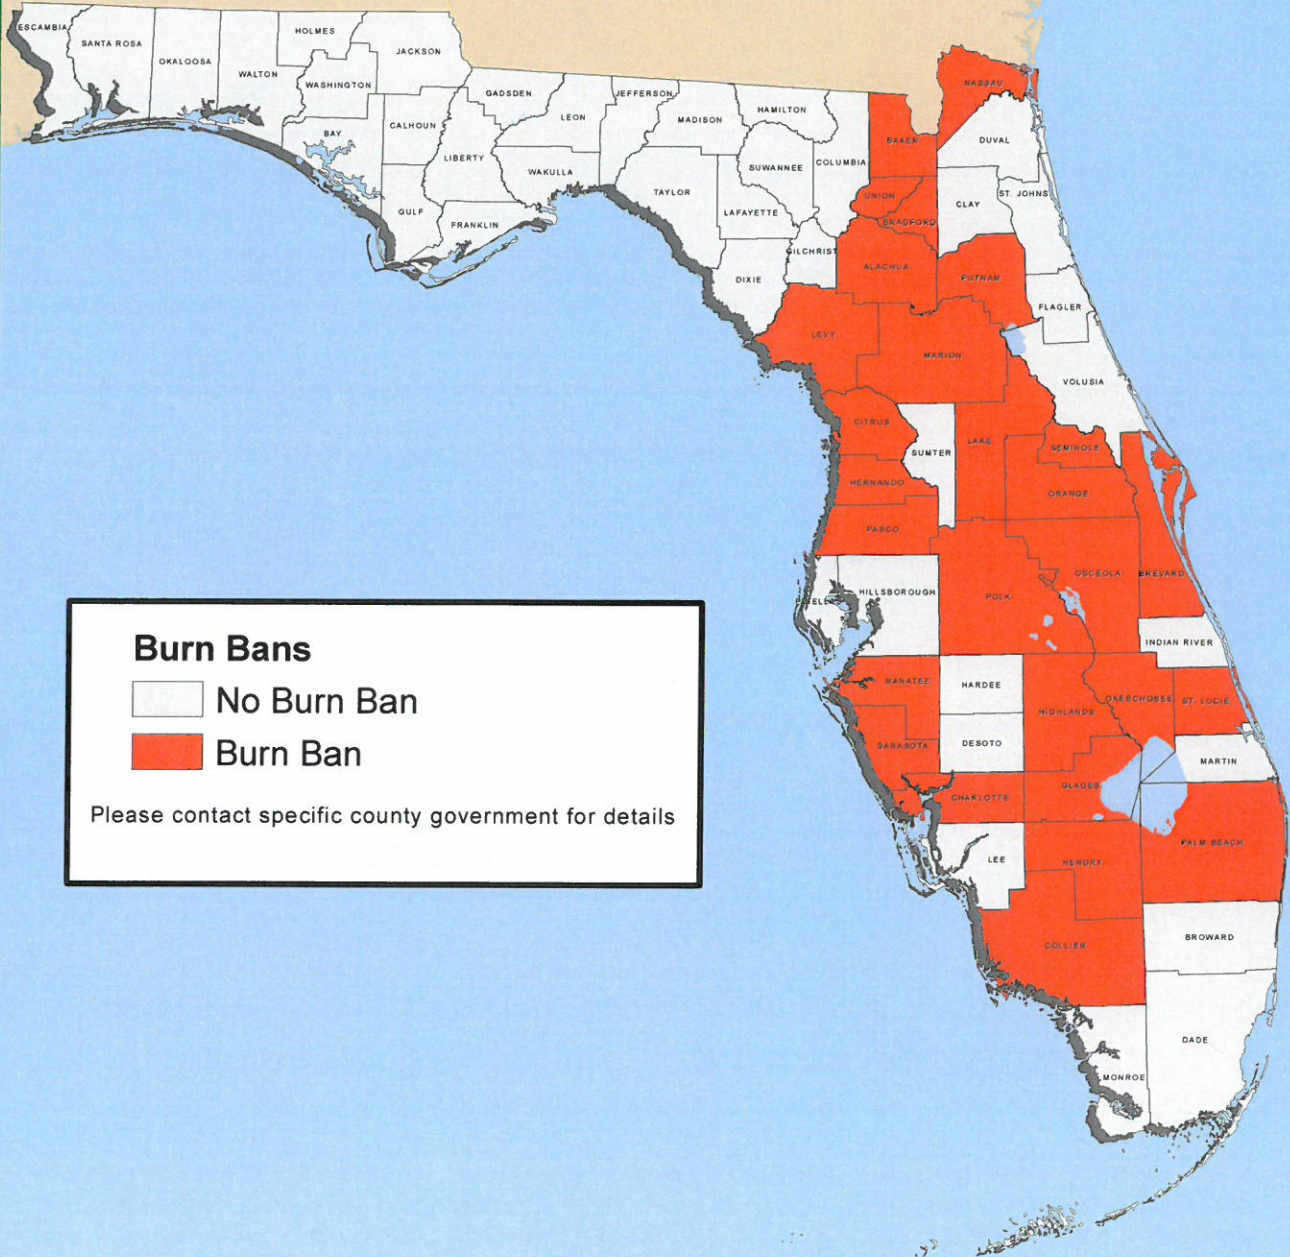 ESCAMBIA
SANTA ROSA
OKALOOSA
WALTON
HOLMES
WASHINGTON
JACKSON
BAY
CALHOUN
GULF
LIBERTY
GADSDEN
FRANKLIN
LEON
WAKULLA
JEFFERSON
MADISON
TAYLOR
HAMILTON
SUWANNEE
LAFAYETTE
DIXIE
COLUMBIA
GILCHRIST
BAKER
NASSAU
DUVAL
UNION
BRADFORD
CLAY
ST. JOHNS
ALACHUA
PUTNAM
FLAGLER
LEVY
MARION
VOLUSIA
CITRUS
SUMTER
LAKE
SEMINOLE
HERNANDO
ORANGE
PASCO
HILLSBOROUGH
POLK
OSCEOLA
BREVARD
INDIAN RIVER
MANATEE
HARDEE
HIGHLANDS
OKEECHOBEE
ST. LUCIE
SARASOTA
DESOTO
MARTIN
CHARLOTTE
GLADES
LEE
HENDRY
PALM BEACH
COLLIER
BROWARD
DADE
MONROE
Burn Bans
No Burn Ban
Burn Ban
Please contact specific county government for details